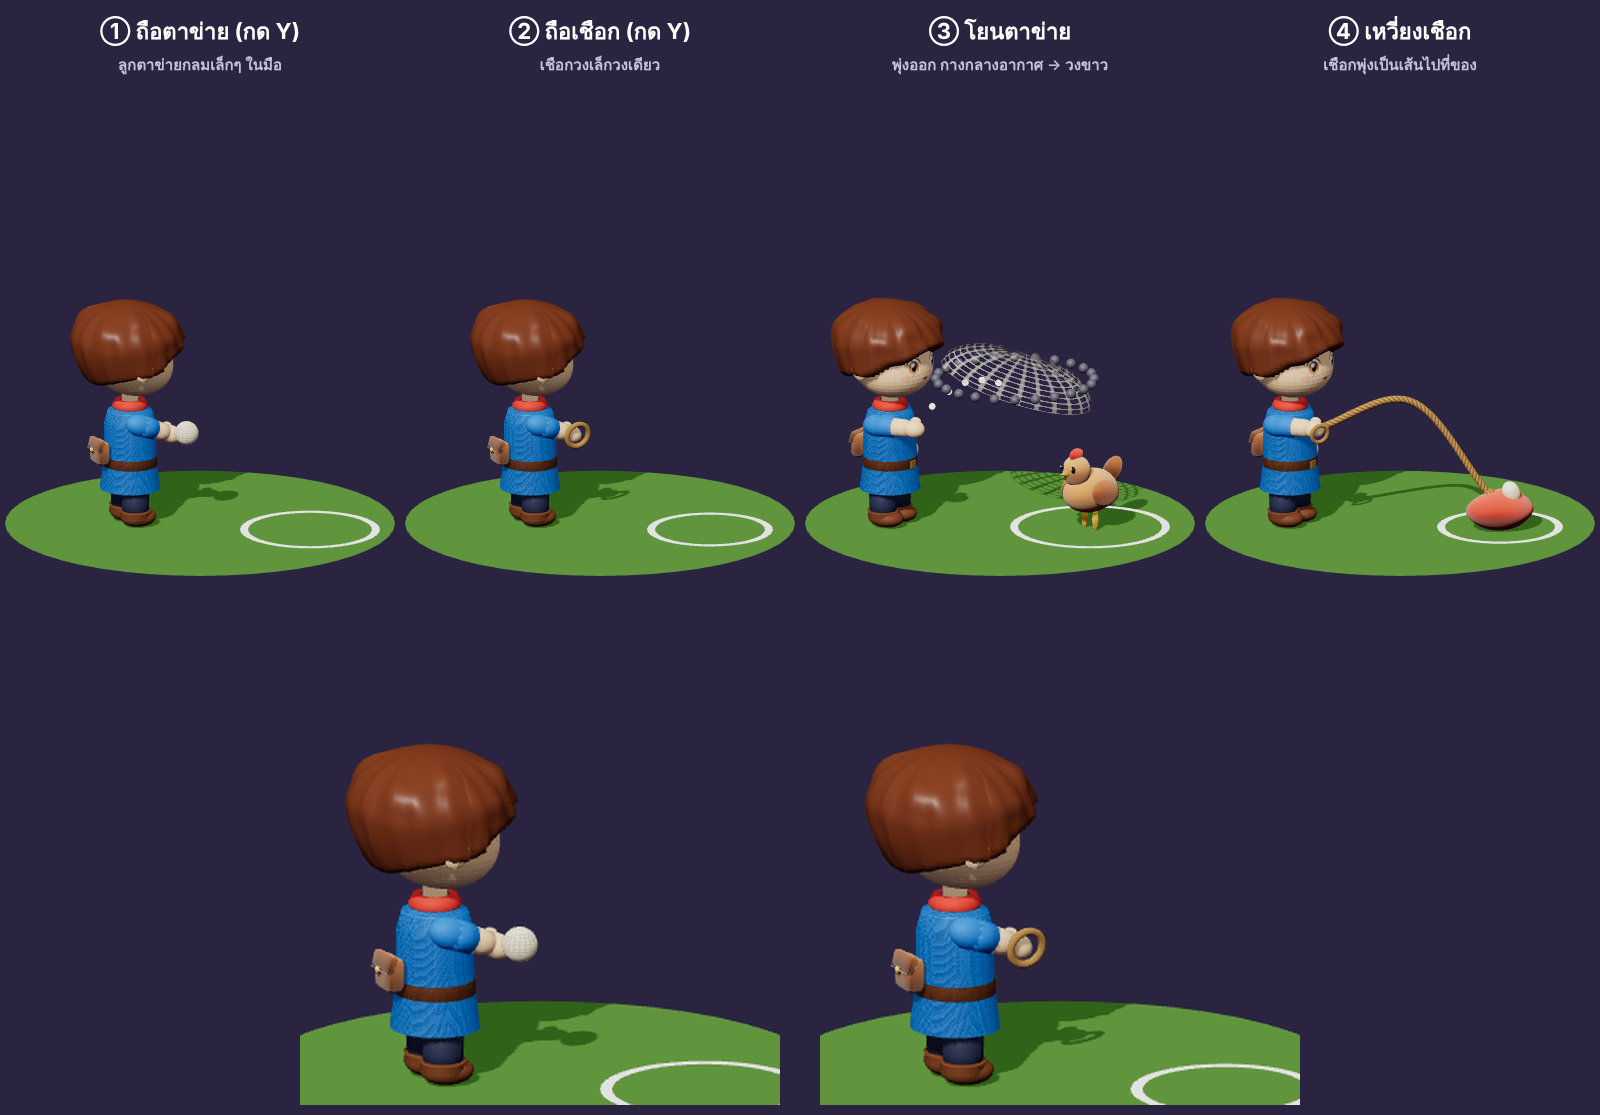 ① ถือตาข่าย (กด Y)
ลูกตาข่ายกลมเล็กๆ ในมือ
② ถือเชือก (กด Y)
เชือกวงเล็กวงเดียว
③ โยนตาข่าย
พุ่งออก กางกลางอากาศ → วงขาว
④ เหวี่ยงเชือก
เชือกพุ่งเป็นเส้นไปที่ของ